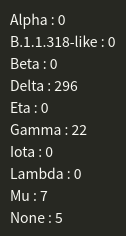 Alpha : 0
B.1.1.318-like : 0
Beta : 0
Delta : 296
Eta : 0
Gamma : 22
Iota : 0
Lambda : 0
Mu : 7
None : 5